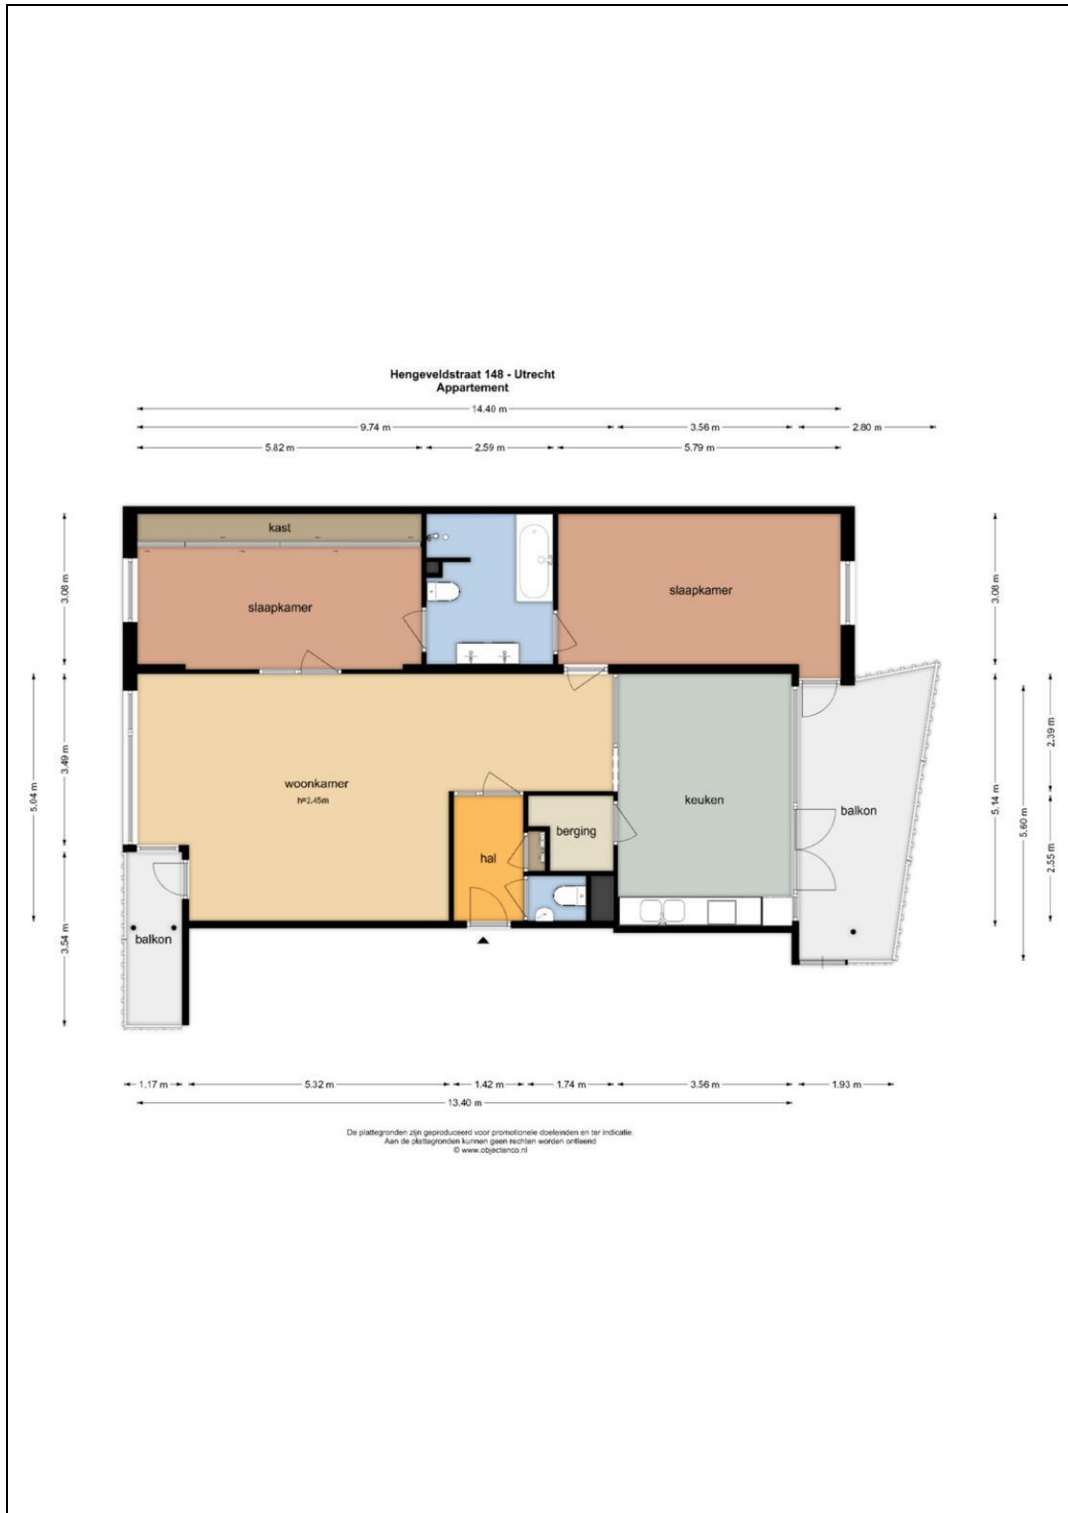 Hengeveldstraat 148 - Utrecht
Appartement
14.40 m
9.74 m
3.56 m
2.80 m
5.82 m
2.59 m
5.79 m
kast
slaapkamer
slaapkamer
3.08 m
3.08 m
woonkamer
h=2.45m
keuken
balkon
berging
hal
balkon
5.04 m
3.49 m
3.54 m
2.39 m
5.14 m
5.60 m
2.55 m
1.17 m
5.32 m
1.42 m
1.74 m
3.56 m
1.93 m
13.40 m
De plattegronden zijn geproduceerd voor promotionele doeleinden en ter indicatie.
Aan de plattegronden kunnen geen rechten worden ontleend
© www.objectenco.nl